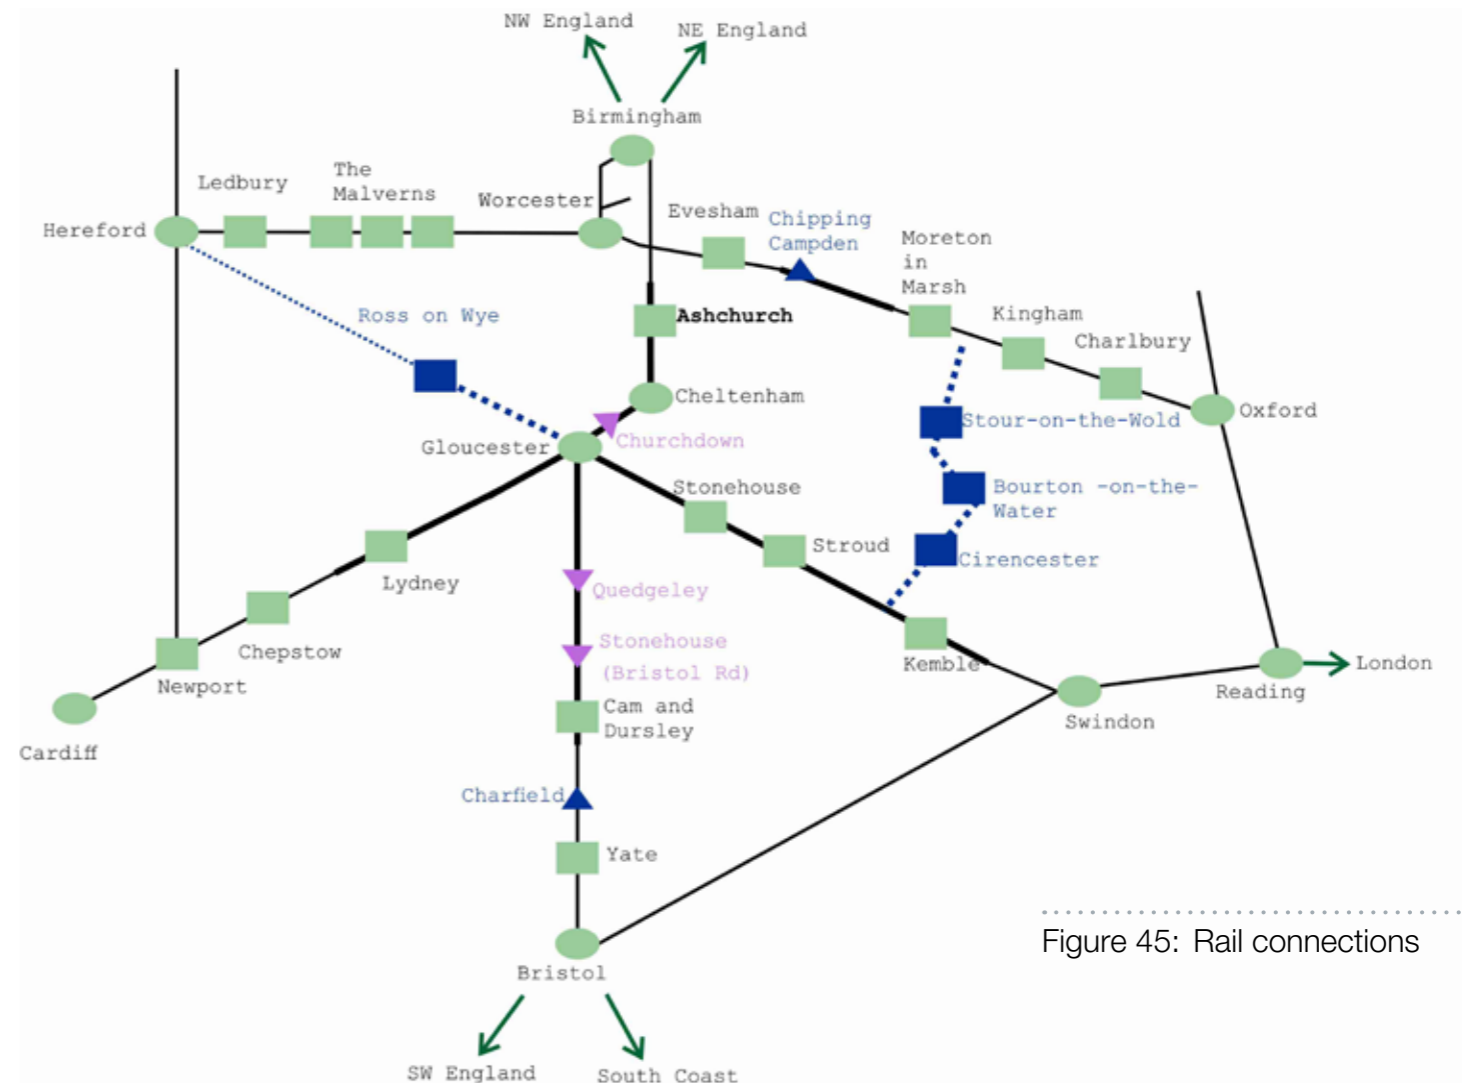 NW England
NE England
Birmingham
The
Malverns
Ledbury
Worcester
Evesham
Chipping
Campden
Hereford
Moreton
in
Marsh
Ross on Wye
Ashchurch
Kingham
Charlbury
Cheltenham
Oxford
Stour-on-the-Wold
Churchdown
Gloucester
Stonehouse
Bourton -on-the-
Water
Stroud
Cirencester
Lydney
Quedgeley
Stonehouse
(Bristol Rd)
Chepstow
Kemble
London
Newport
Reading
Cam and
Dursley
Swindon
Cardiff
Charfield
Yate
Figure 45: Rail connections
Bristol
SW England
South Coast